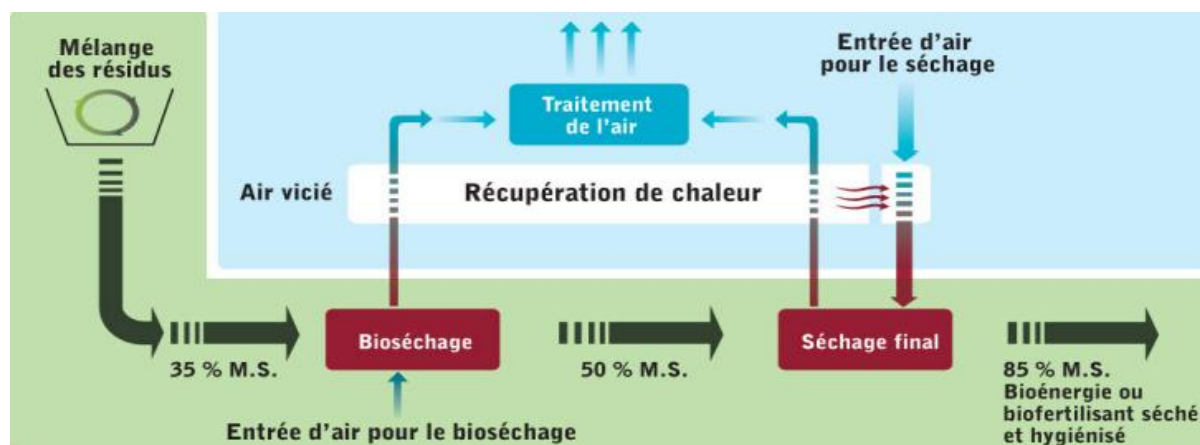 Mélange
des résidus
Entrée d'air
pour le séchage
Traitement
de l'air
Air vicié
Récupération de chaleur
Bioséchage
Séchage final
35 % M.S.
50 % M.S.
85 % M.S.
Bioénergie ou
biofertilisant séché
et hygiénisé
Entrée d'air pour le bioséchage